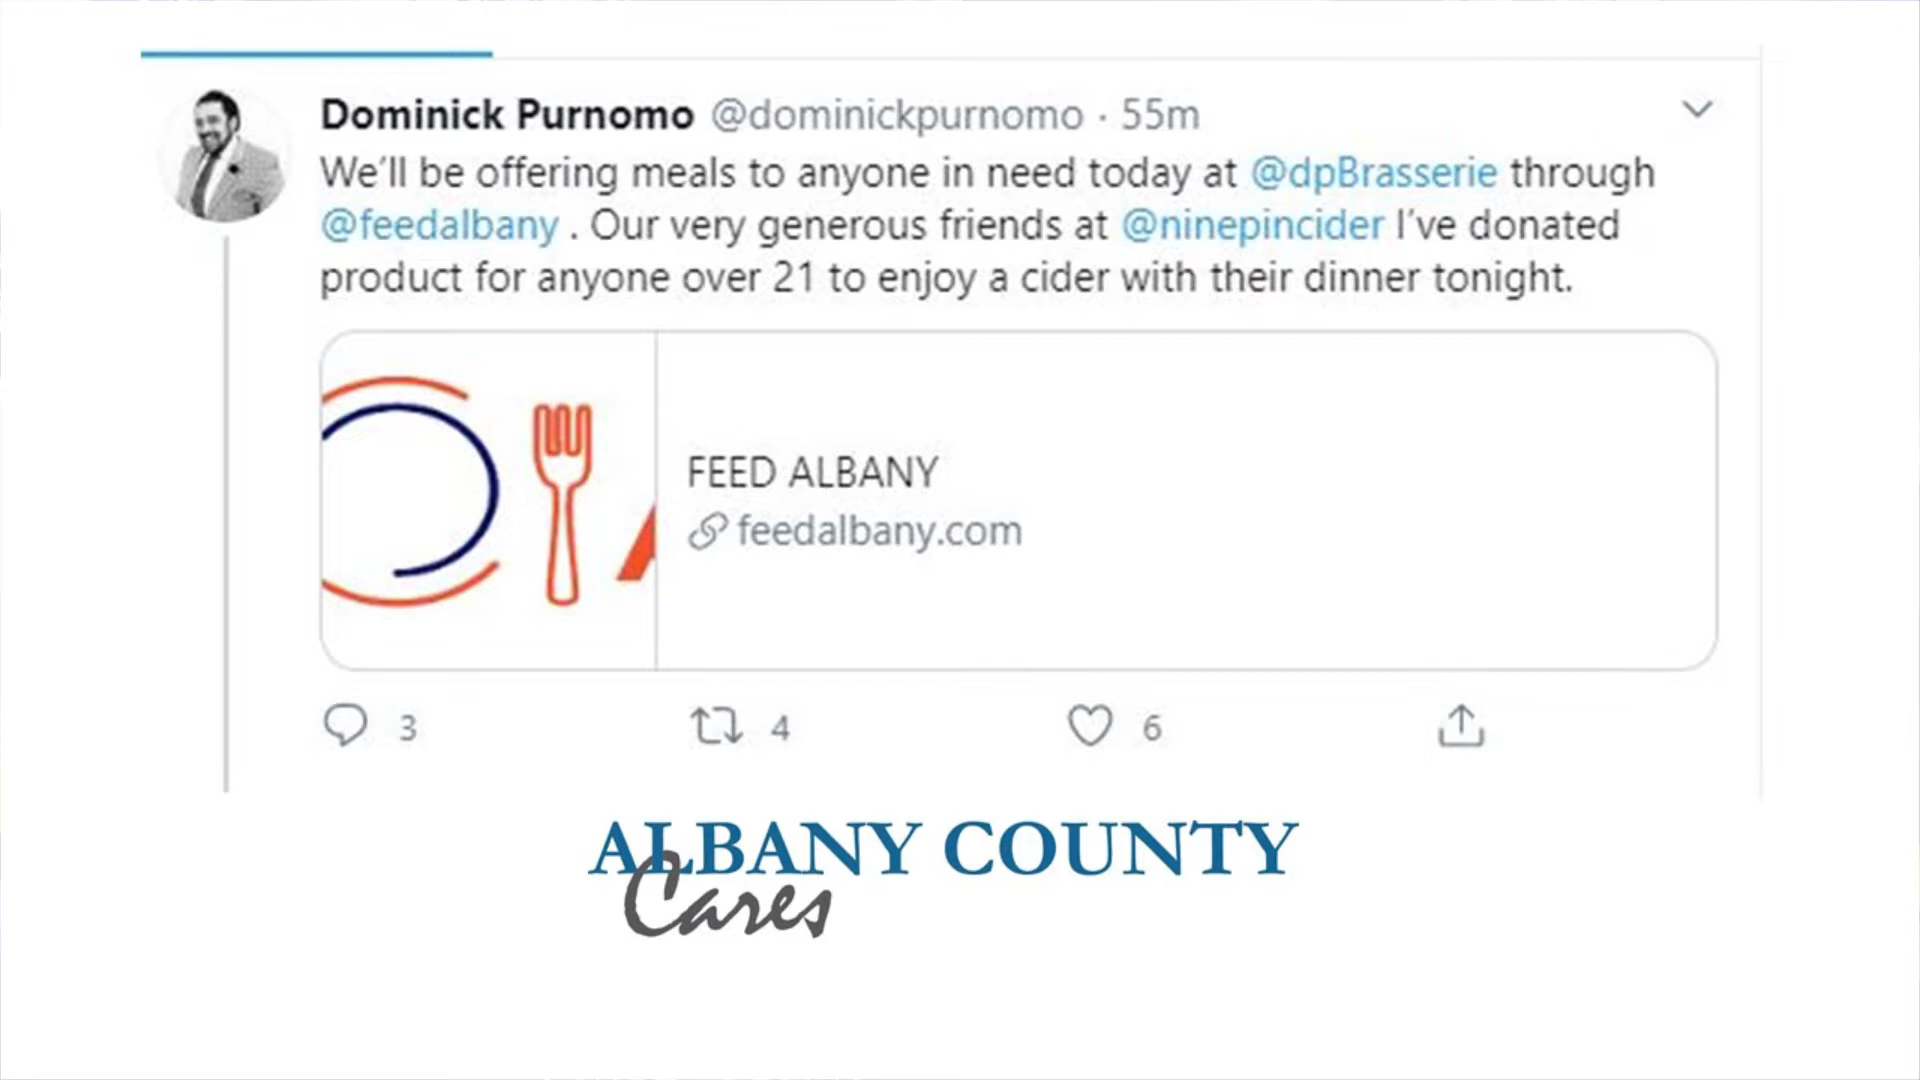 Dominick Purnomo @dominickpurnomo · 55m
We'll be offering meals to anyone in need today at @dpBrasserie through
@feedalbany . Our very generous friends at @ninepincider I've donated
product for anyone over 21 to enjoy a cider with their dinner tonight.
FEED ALBANY
feedalbany.com
3 4 6
ALBANY COUNTY
Cares